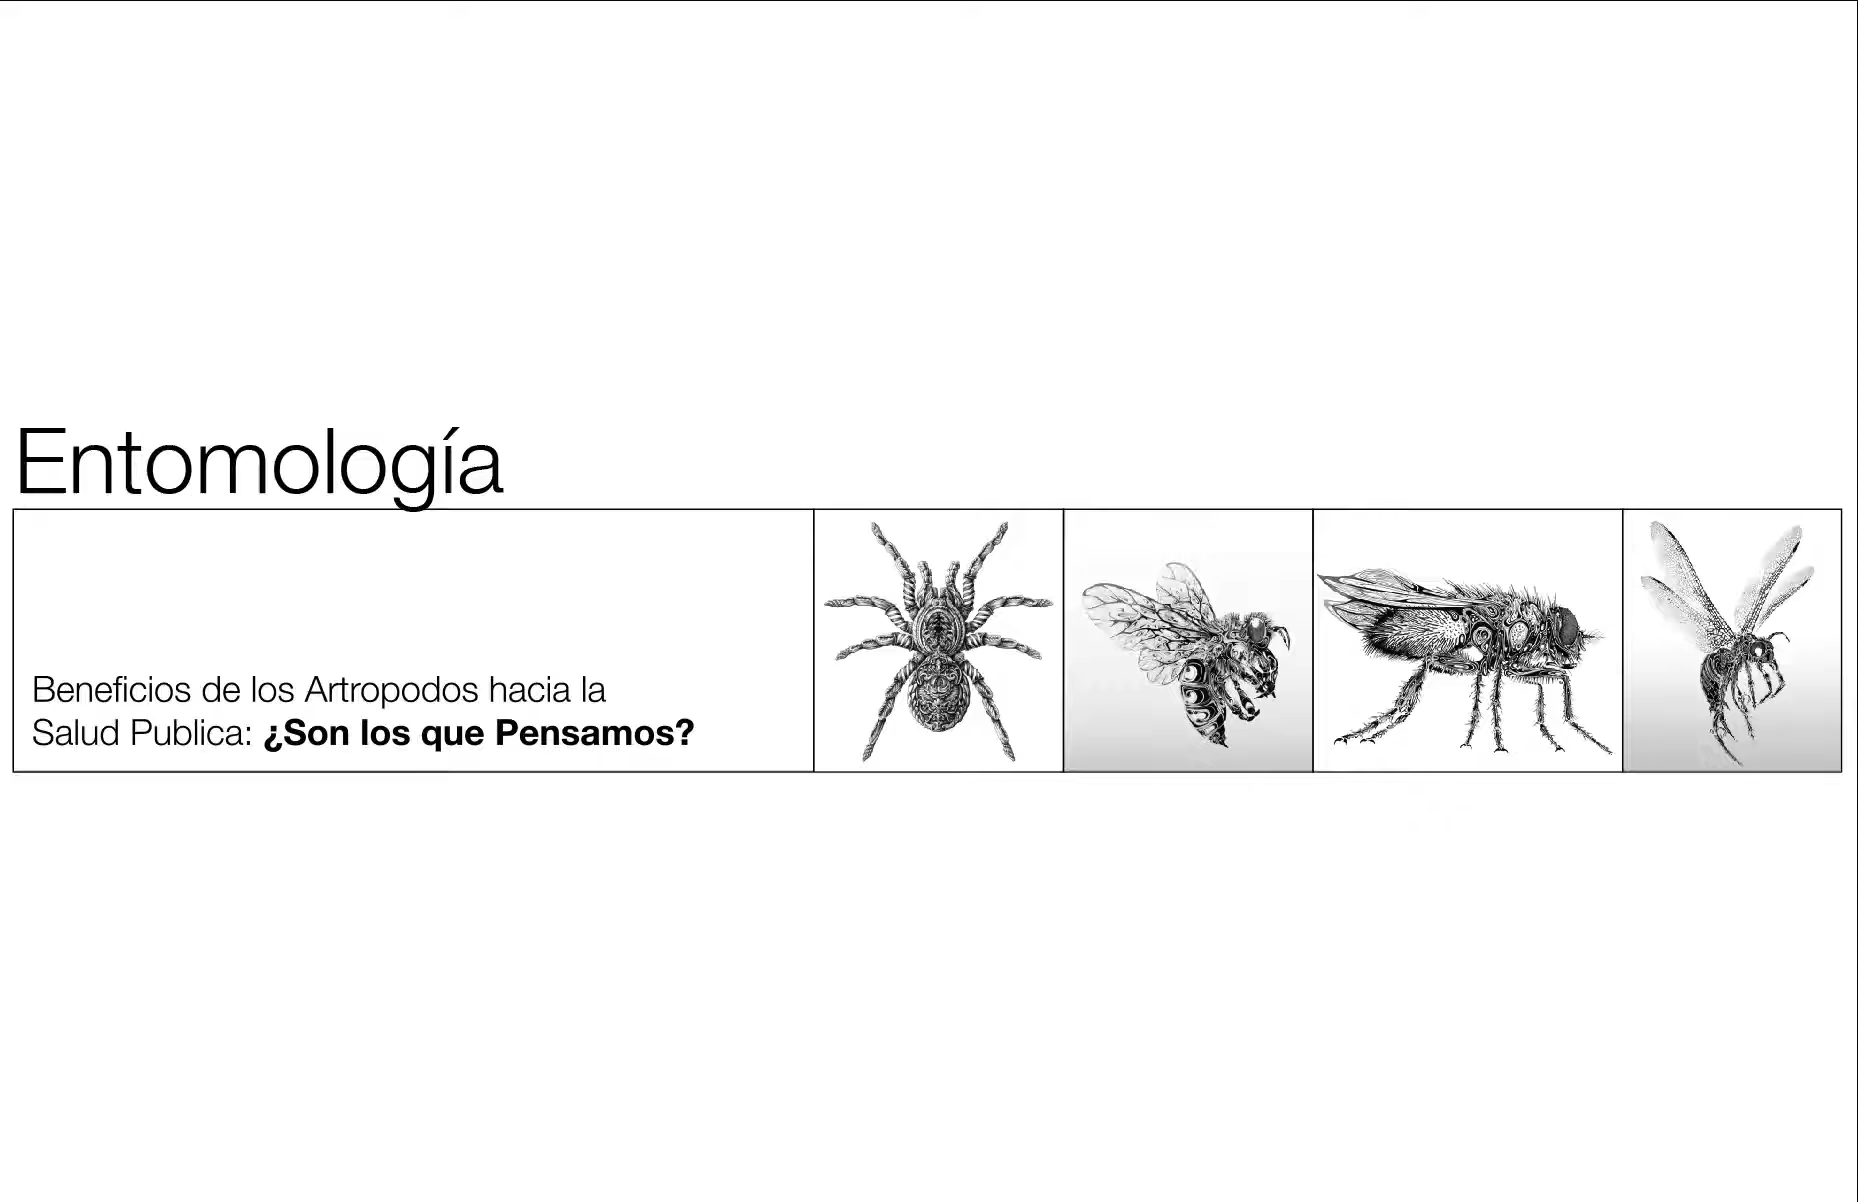 Entomología
Beneficios de los Artropodos hacia la
Salud Publica: ¿Son los que Pensamos?